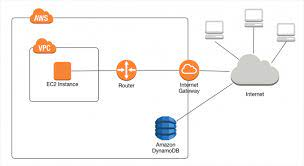 AWS
VPC
EC2 Instance
Router
Internet
Gateway
Internet
Amazon
DynamoDB